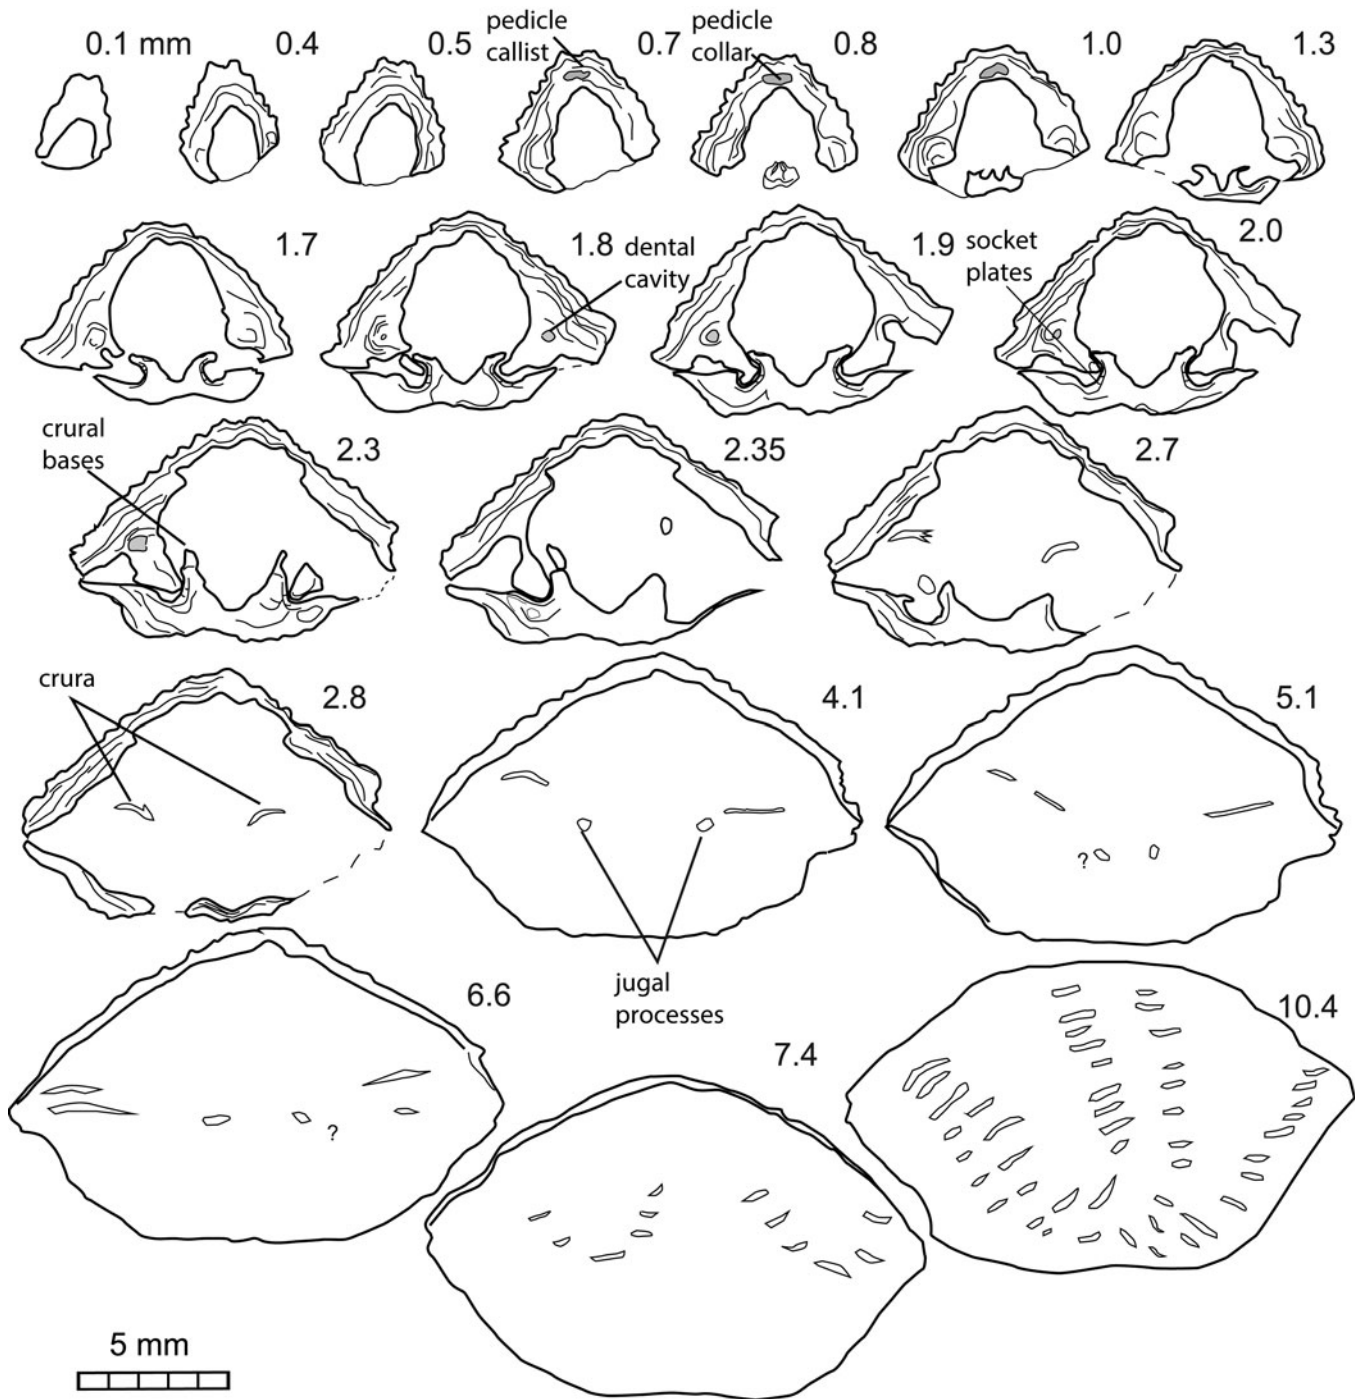 0.1 mm
0.4
0.5
pedicle
callist
0.7
pedicle
collar
0.8
1.0
1.3
1.7
1.8
dental
cavity
1.9
socket
plates
2.0
crural
bases
2.3
2.35
2.7
crura
2.8
4.1
5.1
?
jugal
processes
6.6
?
7.4
10.4
5 mm